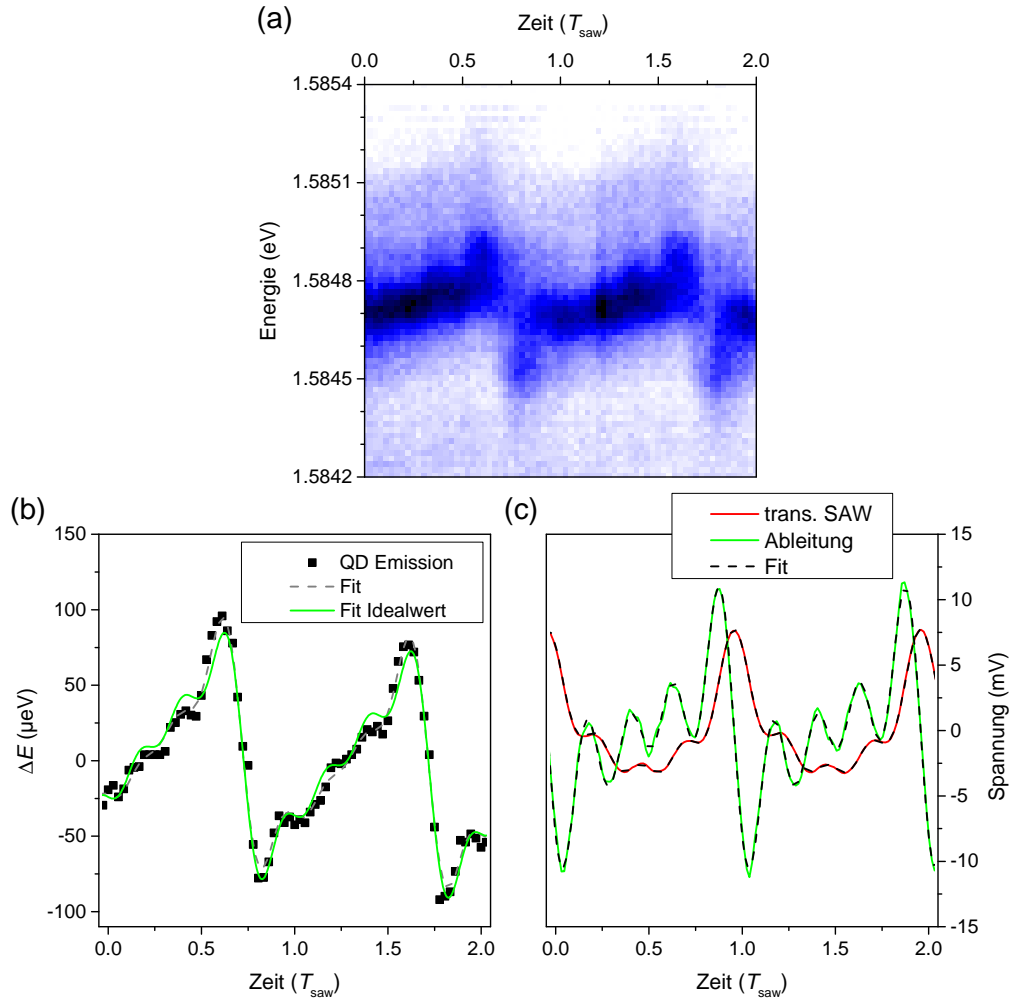 (a)
Zeit (T_saw)
0.0 0.5 1.0 1.5 2.0
1.5854
1.5851
1.5848
1.5845
1.5842
Energie (eV)
(b)
150
100
50
0
-50
-100
ΔE (µeV)
QD Emission
Fit
Fit Idealwert
0.0 0.5 1.0 1.5 2.0
Zeit (T_saw)
(c)
trans. SAW
Ableitung
Fit
15
10
5
0
-5
-10
-15
Spannung (mV)
0.0 0.5 1.0 1.5 2.0
Zeit (T_saw)